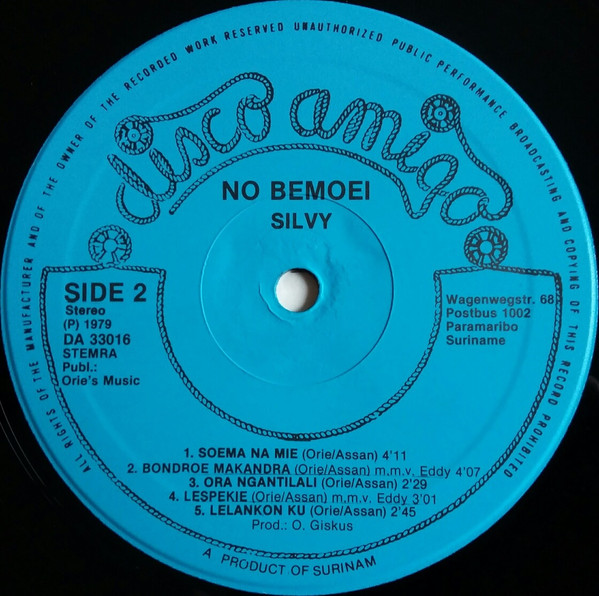 ALL RIGHTS OF THE MANUFACTURER AND OF THE OWNER OF THE RECORDED WORK RESERVED UNAUTHORIZED PUBLIC PERFORMANCE BROADCASTING AND COPYING OF THIS RECORD PROHIBITED
disco amigo
NO BEMOEI
SILVY
SIDE 2
Stereo
(P) 1979
DA 33016
STEMRA
Publ.:
Orie's Music
Wagenwegstr. 68
Postbus 1002
Paramaribo
Suriname
1. SOEMA NA MIE (Orie/Assan) 4'11
2. BONDROE MAKANDRA (Orie/Assan) m.m.v. Eddy 4'07
3. ORA NGANTILALI (Orie/Assan) 2'29
4. LESPEKIE (Orie/Assan) m.m.v. Eddy 3'01
5. LELANKON KU (Orie/Assan) 2'45
Prod.: O. Giskus
A PRODUCT OF SURINAM